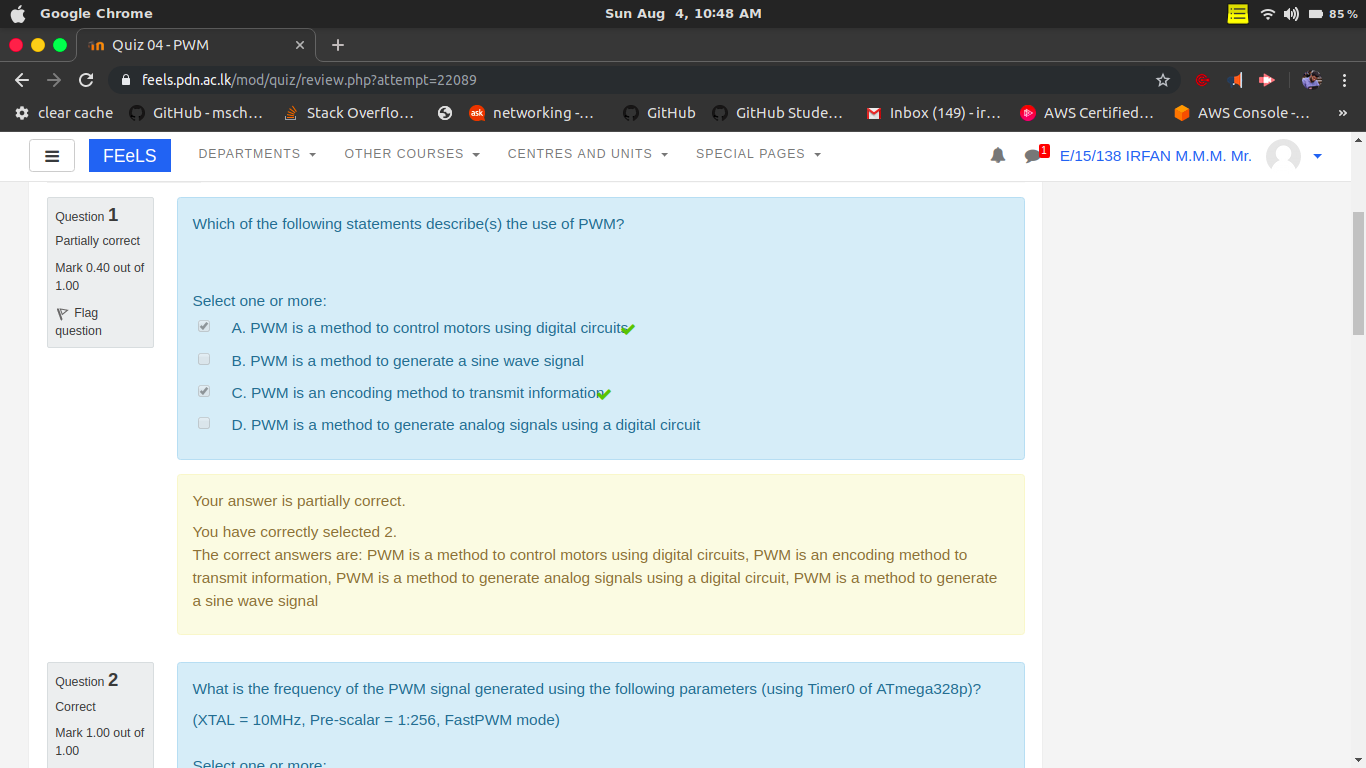 Google Chrome
Sun Aug 4, 10:48 AM
85%
Quiz 04 - PWM
feels.pdn.ac.lk/mod/quiz/review.php?attempt=22089
clear cache
GitHub - msch...
Stack Overflo...
ask
networking -...
GitHub
GitHub Stude...
Inbox (149) - ir...
AWS Certified...
AWS Console -...
»
FEeLS
DEPARTMENTS
OTHER COURSES
CENTRES AND UNITS
SPECIAL PAGES
1
E/15/138 IRFAN M.M.M. Mr.
Question 1
Partially correct
Mark 0.40 out of
1.00
Flag
question
Which of the following statements describe(s) the use of PWM?
Select one or more:
A. PWM is a method to control motors using digital circuits
B. PWM is a method to generate a sine wave signal
C. PWM is an encoding method to transmit information
D. PWM is a method to generate analog signals using a digital circuit
Your answer is partially correct.
You have correctly selected 2.
The correct answers are: PWM is a method to control motors using digital circuits, PWM is an encoding method to
transmit information, PWM is a method to generate analog signals using a digital circuit, PWM is a method to generate
a sine wave signal
Question 2
Correct
Mark 1.00 out of
1.00
What is the frequency of the PWM signal generated using the following parameters (using Timer0 of ATmega328p)?
(XTAL = 10MHz, Pre-scalar = 1:256, FastPWM mode)
Select one or more: